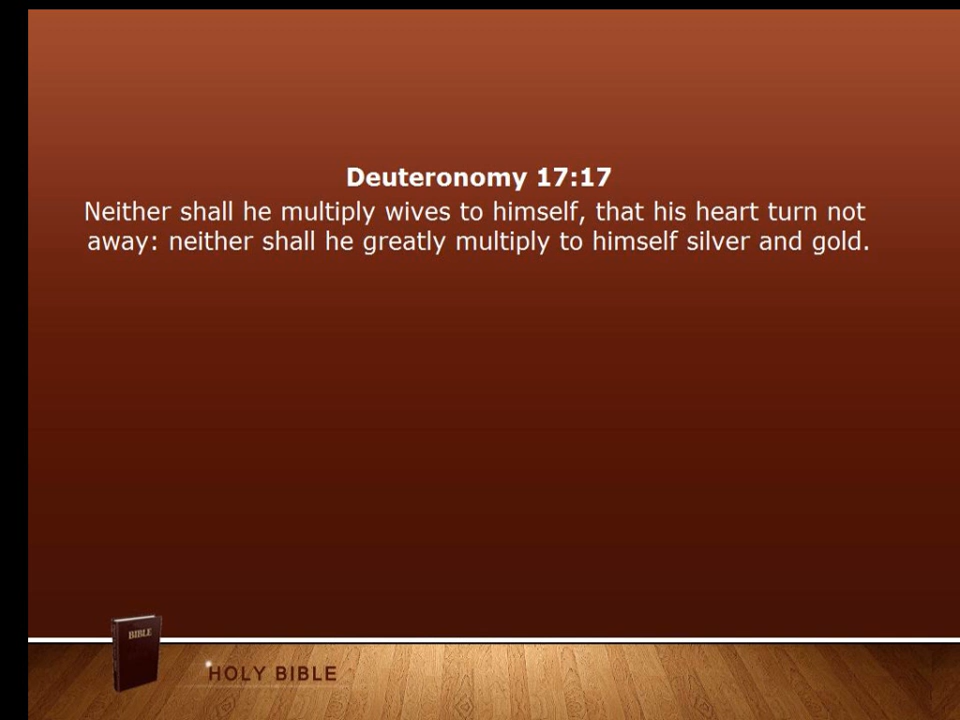 Deuteronomy 17:17
Neither shall he multiply wives to himself, that his heart turn not
away: neither shall he greatly multiply to himself silver and gold.
BIBLE
HOLY BIBLE